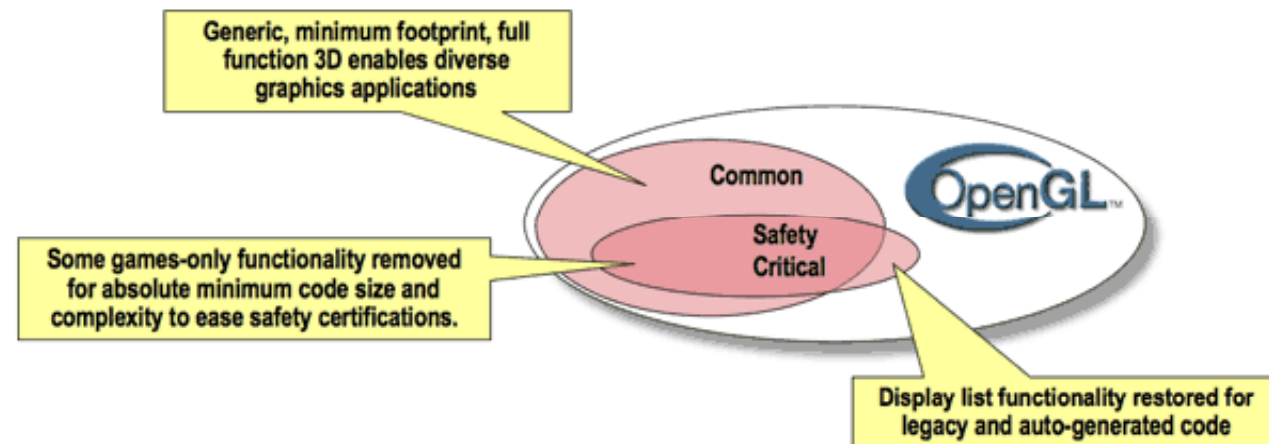 Generic, minimum footprint, full
function 3D enables diverse
graphics applications
Common
OpenGL™
Safety
Critical
Some games-only functionality removed
for absolute minimum code size and
complexity to ease safety certifications.
Display list functionality restored for
legacy and auto-generated code